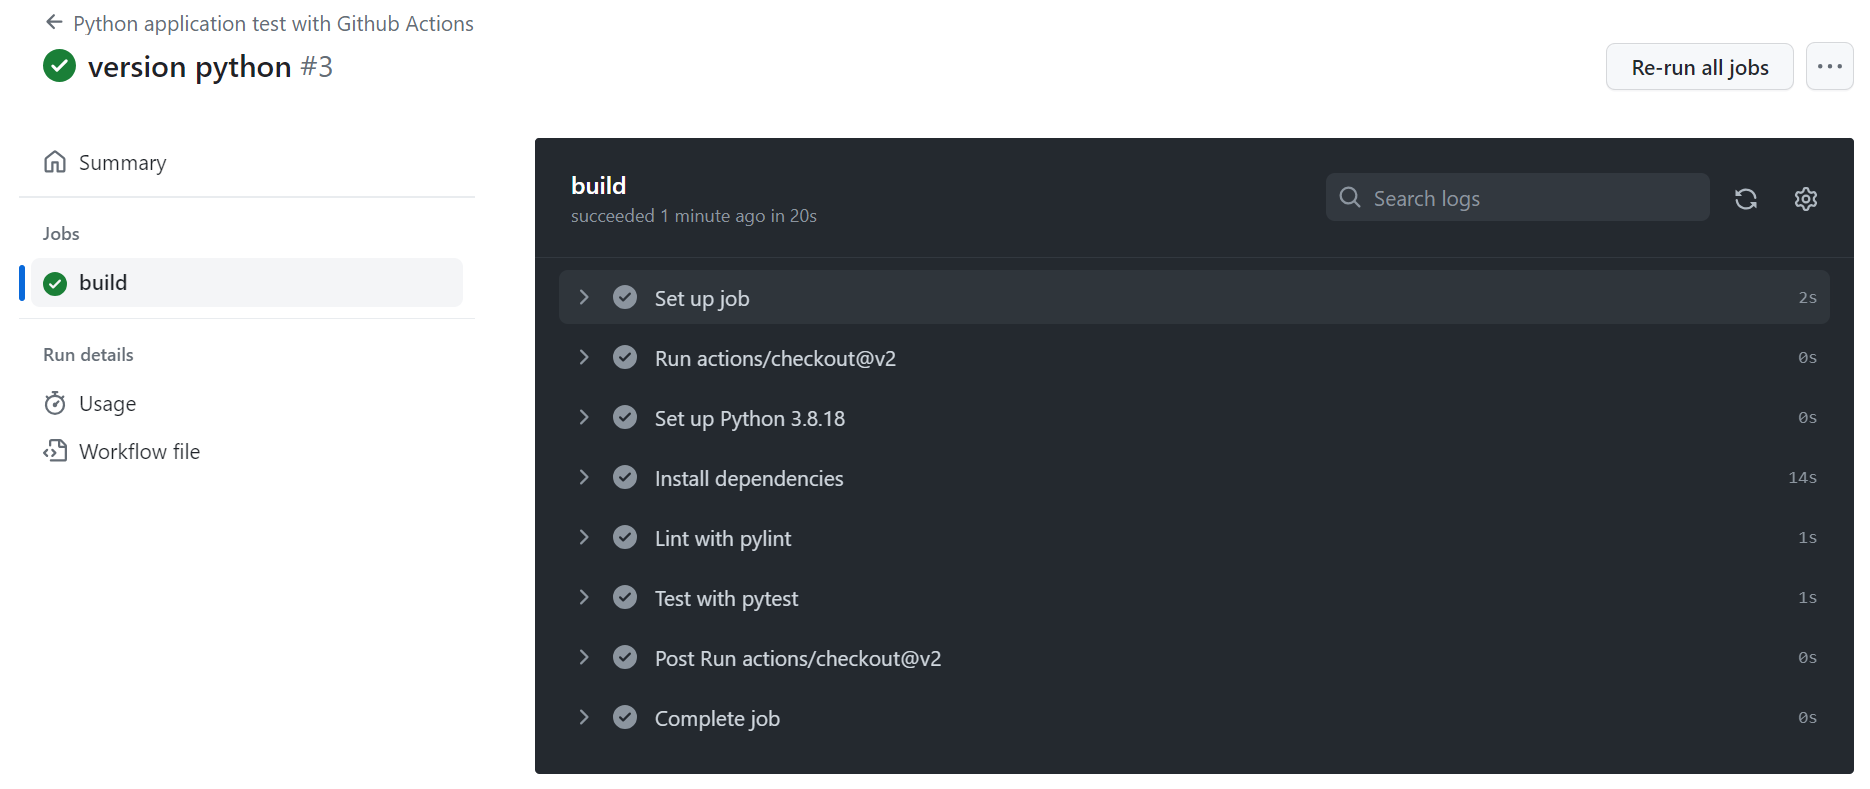 Python application test with Github Actions
version python #3
Re-run all jobs
Summary
Jobs
build
Run details
Usage
Workflow file
build
succeeded 1 minute ago in 20s
Search logs
Set up job 2s
Run actions/checkout@v2 0s
Set up Python 3.8.18 0s
Install dependencies 14s
Lint with pylint 1s
Test with pytest 1s
Post Run actions/checkout@v2 0s
Complete job 0s